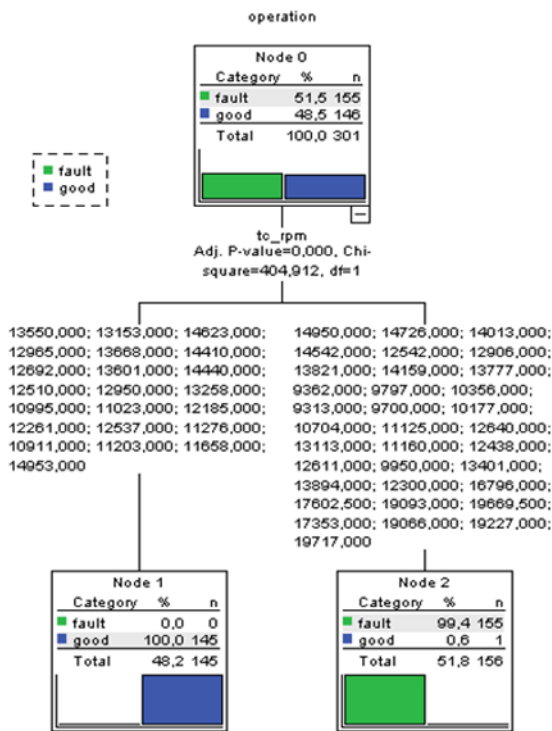 operation
Node 0
Category % n
fault 51,5 155
good 48,5 146
Total 100,0 301
fault
good
tc_rpm
Adj. P-value=0,000, Chi-
square=404,912, df=1
13550,000; 13153,000; 14623,000;
12965,000; 13668,000; 14410,000;
12692,000; 13601,000; 14440,000;
12510,000; 12950,000; 13258,000;
10995,000; 11023,000; 12185,000;
12261,000; 12537,000; 11276,000;
10911,000; 11203,000; 11658,000;
14953,000
14950,000; 14726,000; 14013,000;
14542,000; 12542,000; 12906,000;
13821,000; 14159,000; 13777,000;
9362,000; 9797,000; 10356,000;
9313,000; 9700,000; 10177,000;
10704,000; 11125,000; 12640,000;
13113,000; 11160,000; 12438,000;
12611,000; 9950,000; 13401,000;
13894,000; 12300,000; 16796,000;
17602,500; 19093,000; 19669,500;
17353,000; 19066,000; 19227,000;
19717,000
Node 1
Category % n
fault 0,0 0
good 100,0 145
Total 48,2 145
Node 2
Category % n
fault 99,4 155
good 0,6 1
Total 51,8 156